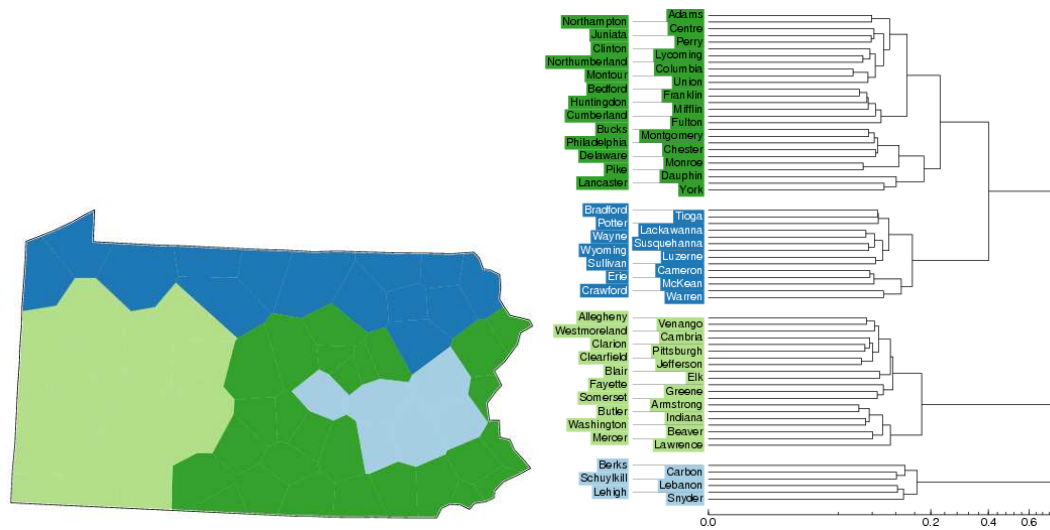 Adams
Northampton
Centre
Juniata
Perry
Clinton
Lycoming
Northumberland
Columbia
Montour
Union
Bedford
Franklin
Huntingdon
Mifflin
Cumberland
Fulton
Bucks
Montgomery
Philadelphia
Chester
Delaware
Monroe
Pike
Dauphin
Lancaster
York
Bradford
Tioga
Potter
Lackawanna
Wayne
Susquehanna
Wyoming
Luzerne
Sullivan
Cameron
Erie
McKean
Crawford
Warren
Allegheny
Venango
Westmoreland
Cambria
Clarion
Pittsburgh
Clearfield
Jefferson
Blair
Elk
Fayette
Greene
Somerset
Armstrong
Butler
Indiana
Washington
Beaver
Mercer
Lawrence
Berks
Carbon
Schuylkill
Lebanon
Lehigh
Snyder
0.0 0.2 0.4 0.6